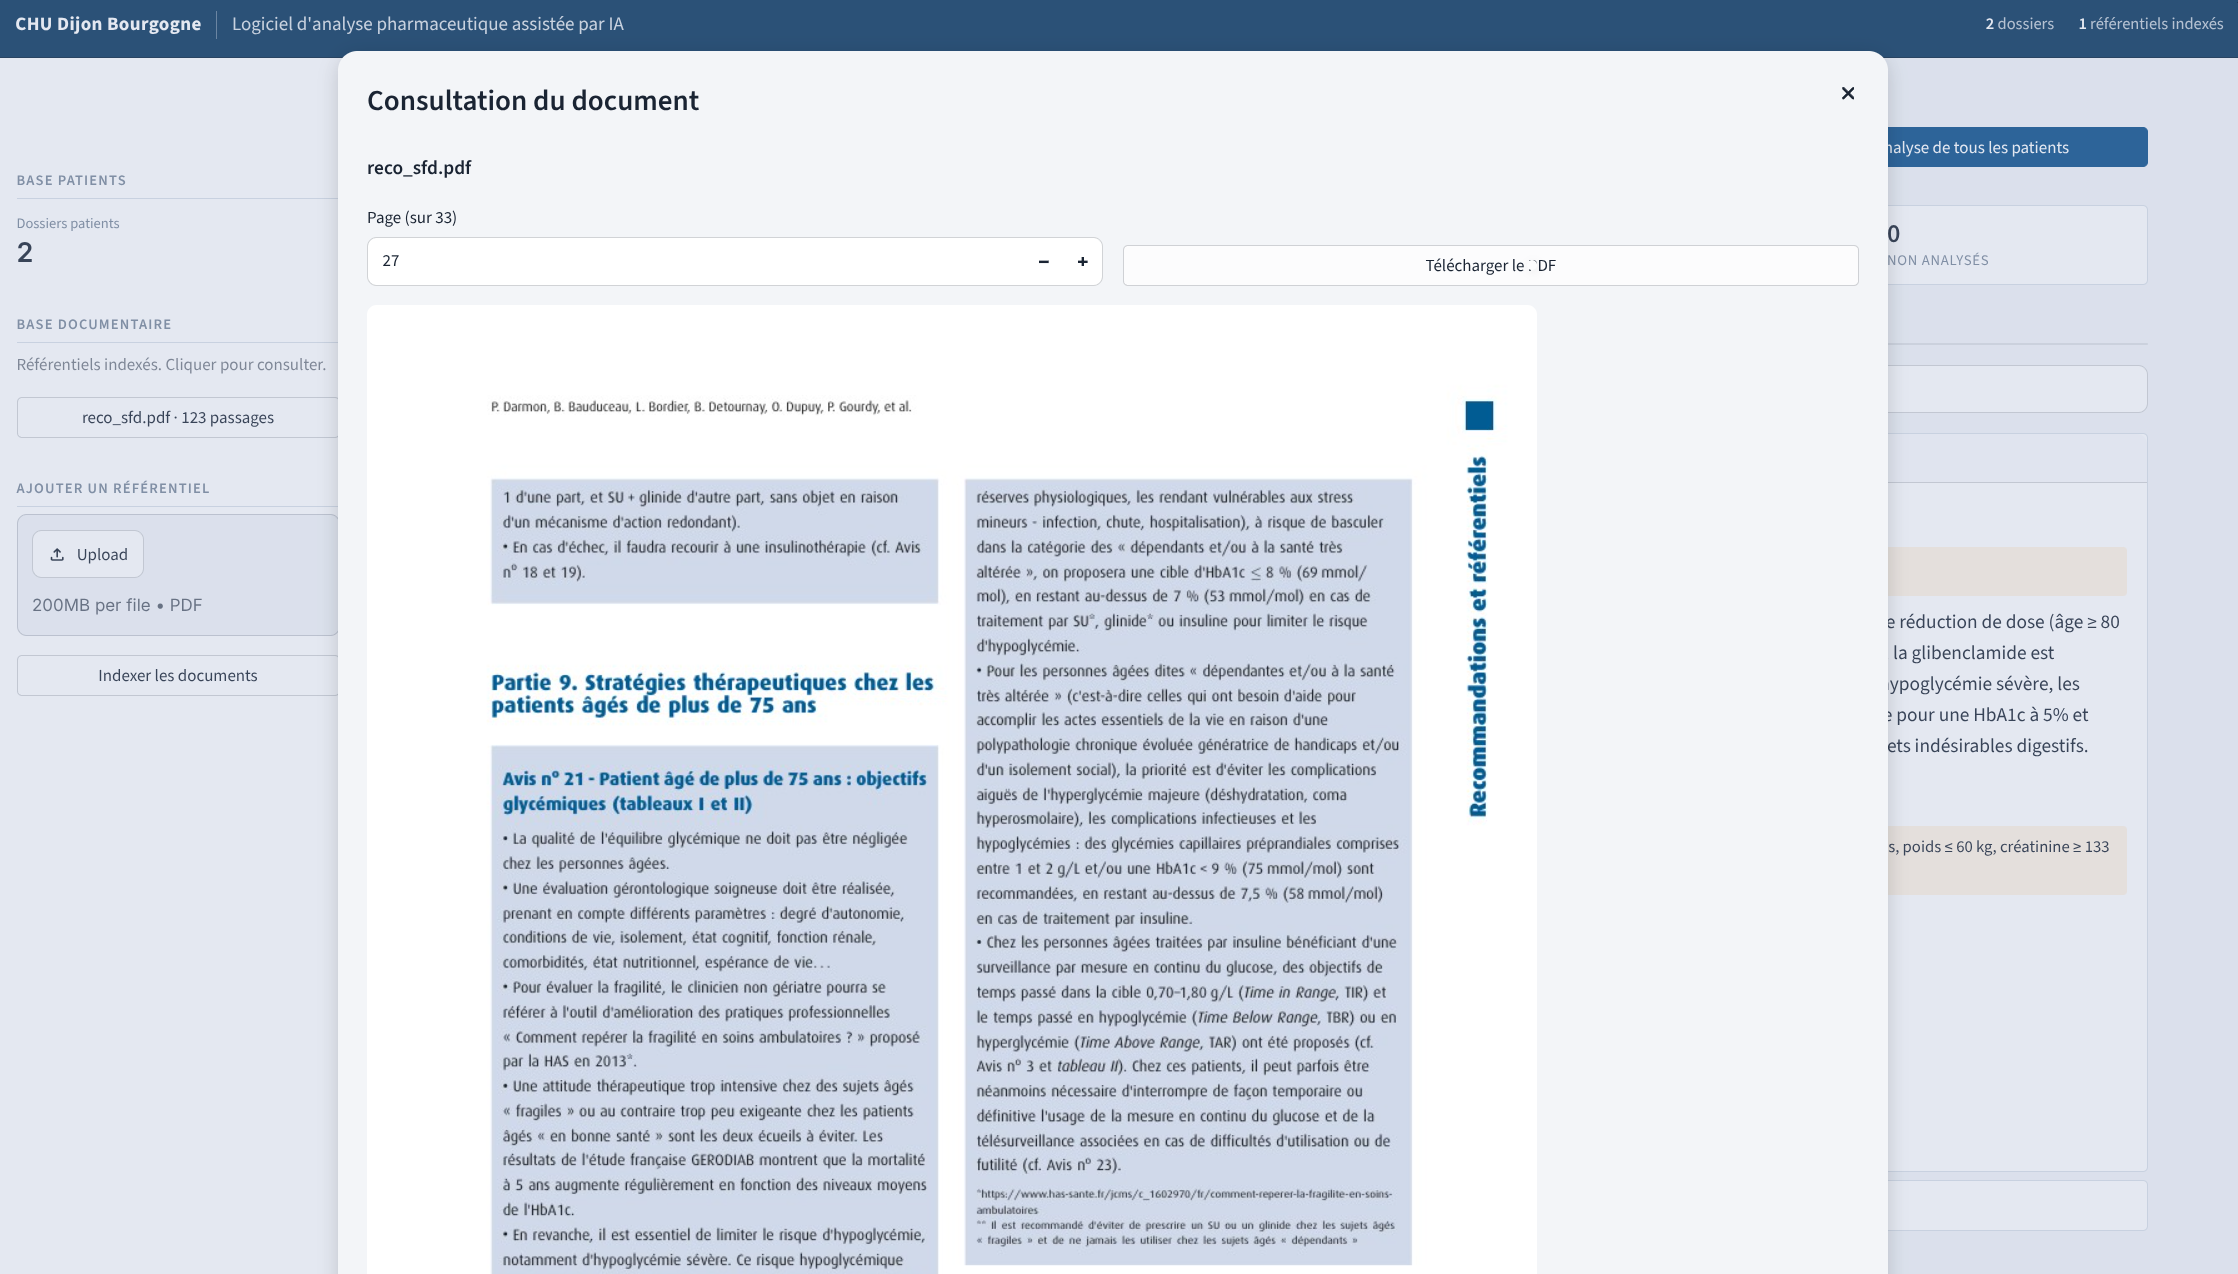 CHU Dijon Bourgogne
Logiciel d'analyse pharmaceutique assistée par IA
2 dossiers
1 référentiels indexés
BASE PATIENTS
Dossiers patients
2
BASE DOCUMENTAIRE
Référentiels indexés. Cliquer pour consulter.
reco_sfd.pdf · 123 passages
AJOUTER UN RÉFÉRENTIEL
Upload
200MB per file • PDF
Indexer les documents
Consultation du document
×
reco_sfd.pdf
Page (sur 33)
27
− +
Télécharger le DF
P. Darmon, B. Bauduceau, L. Bordier, B. Detournay, O. Dupuy, P. Gourdy, et al.
1 d'une part, et SU + glinide d'autre part, sans objet en raison
d'un mécanisme d'action redondant).
• En cas d'échec, il faudra recourir à une insulinothérapie (cf. Avis
nº 18 et 19).
Partie 9. Stratégies thérapeutiques chez les
patients âgés de plus de 75 ans
Avis nº 21 - Patient âgé de plus de 75 ans : objectifs
glycémiques (tableaux I et II)
• La qualité de l'équilibre glycémique ne doit pas être négligée
chez les personnes âgées.
• Une évaluation gérontologique soigneuse doit être réalisée,
prenant en compte différents paramètres : degré d'autonomie,
conditions de vie, isolement, état cognitif, fonction rénale,
comorbidités, état nutritionnel, espérance de vie…
• Pour évaluer la fragilité, le clinicien non gériatre pourra se
référer à l'outil d'amélioration des pratiques professionnelles
« Comment repérer la fragilité en soins ambulatoires ? » proposé
par la HAS en 2013*.
• Une attitude thérapeutique trop intensive chez des sujets âgés
« fragiles » ou au contraire trop peu exigeante chez les patients
âgés « en bonne santé » sont les deux écueils à éviter. Les
résultats de l'étude française GERODIAB montrent que la mortalité
à 5 ans augmente régulièrement en fonction des niveaux moyens
de l'HbA1c.
• En revanche, il est essentiel de limiter le risque d'hypoglycémie,
notamment d'hypoglycémie sévère. Ce risque hypoglycémique
réserves physiologiques, les rendant vulnérables aux stress
mineurs - infection, chute, hospitalisation), à risque de basculer
dans la catégorie des « dépendants et/ou à la santé très
altérée », on proposera une cible d'HbA1c ≤ 8 % (69 mmol/
mol), en restant au-dessus de 7 % (53 mmol/mol) en cas de
traitement par SU*, glinide* ou insuline pour limiter le risque
d'hypoglycémie.
• Pour les personnes âgées dites « dépendantes et/ou à la santé
très altérée » (c'est-à-dire celles qui ont besoin d'aide pour
accomplir les actes essentiels de la vie en raison d'une
polypathologie chronique évoluée génératrice de handicaps et/ou
d'un isolement social), la priorité est d'éviter les complications
aiguës de l'hyperglycémie majeure (déshydratation, coma
hyperosmolaire), les complications infectieuses et les
hypoglycémies : des glycémies capillaires préprandiales comprises
entre 1 et 2 g/L et/ou une HbA1c < 9 % (75 mmol/mol) sont
recommandées, en restant au-dessus de 7,5 % (58 mmol/mol)
en cas de traitement par insuline.
• Chez les personnes âgées traitées par insuline bénéficiant d'une
surveillance par mesure en continu du glucose, des objectifs de
temps passé dans la cible 0,70–1,80 g/L (Time in Range, TIR) et
le temps passé en hypoglycémie (Time Below Range, TBR) ou en
hyperglycémie (Time Above Range, TAR) ont été proposés (cf.
Avis nº 3 et tableau II). Chez ces patients, il peut parfois être
néanmoins nécessaire d'interrompre de façon temporaire ou
définitive l'usage de la mesure en continu du glucose et de la
télésurveillance associées en cas de difficultés d'utilisation ou de
futilité (cf. Avis nº 23).
*https://www.has-sante.fr/jcms/c_1602970/fr/comment-reperer-la-fragilite-en-soins-
ambulatoires
** Il est recommandé d'éviter de prescrire un SU ou un glinide chez les sujets âgés
« fragiles » et de ne jamais les utiliser chez les sujets âgés « dépendants »
Recommandations et référentiels
nalyse de tous les patients
0
NON ANALYSÉS
e réduction de dose (âge ≥ 80
la glibenclamide est
ypoglycémie sévère, les
e pour une HbA1c à 5% et
ets indésirables digestifs.
s, poids ≤ 60 kg, créatinine ≥ 133